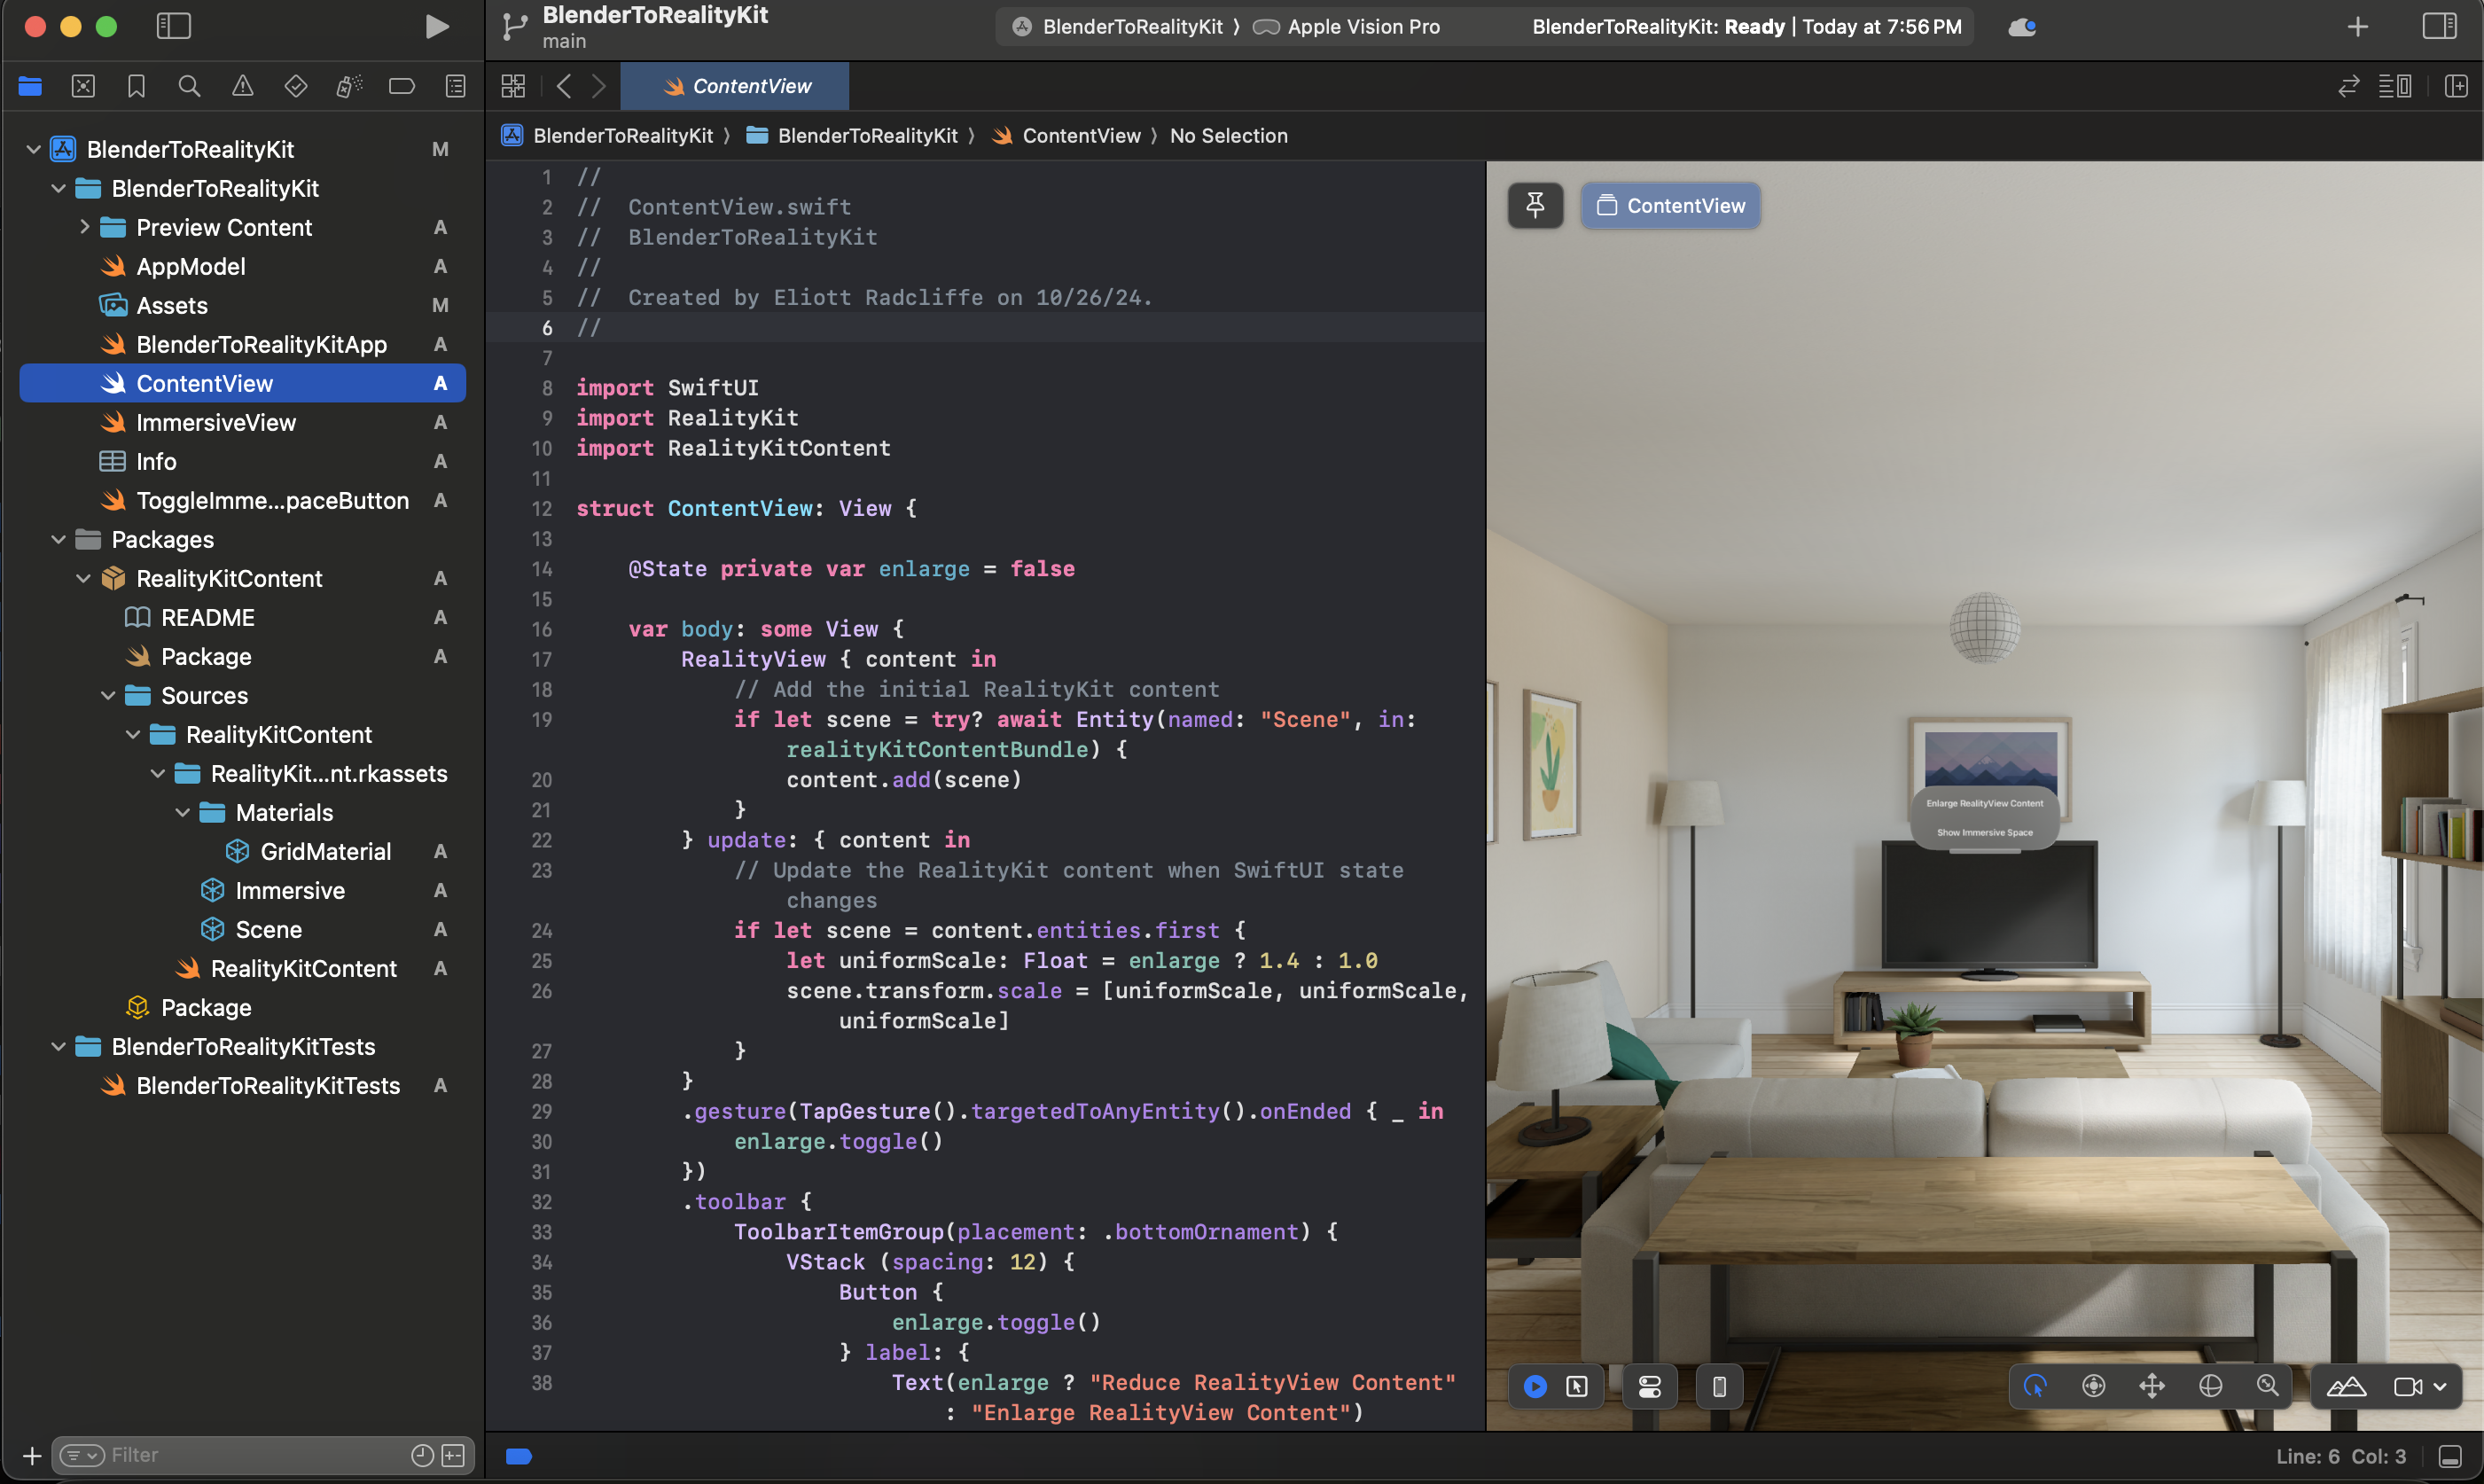 BlenderToRealityKit
main
BlenderToRealityKit 〉 Apple Vision Pro
BlenderToRealityKit: Ready | Today at 7:56 PM
ContentView
BlenderToRealityKit 〉 BlenderToRealityKit 〉 ContentView 〉 No Selection
BlenderToRealityKit M
BlenderToRealityKit
Preview Content A
AppModel A
Assets M
BlenderToRealityKitApp A
ContentView A
ImmersiveView A
Info A
ToggleImme...paceButton A
Packages
RealityKitContent A
README A
Package A
Sources
RealityKitContent
RealityKit...nt.rkassets
Materials
GridMaterial A
Immersive A
Scene A
RealityKitContent A
Package
BlenderToRealityKitTests
BlenderToRealityKitTests A
Filter
1 //
2 //  ContentView.swift
3 //  BlenderToRealityKit
4 //
5 //  Created by Eliott Radcliffe on 10/26/24.
6 //
7
8 import SwiftUI
9 import RealityKit
10 import RealityKitContent
11
12 struct ContentView: View {
13
14     @State private var enlarge = false
15
16     var body: some View {
17         RealityView { content in
18             // Add the initial RealityKit content
19             if let scene = try? await Entity(named: "Scene", in:
realityKitContentBundle) {
20                 content.add(scene)
21             }
22         } update: { content in
23             // Update the RealityKit content when SwiftUI state
changes
24             if let scene = content.entities.first {
25                 let uniformScale: Float = enlarge ? 1.4 : 1.0
26                 scene.transform.scale = [uniformScale, uniformScale,
uniformScale]
27             }
28         }
29         .gesture(TapGesture().targetedToAnyEntity().onEnded { _ in
30             enlarge.toggle()
31         })
32         .toolbar {
33             ToolbarItemGroup(placement: .bottomOrnament) {
34                 VStack (spacing: 12) {
35                     Button {
36                         enlarge.toggle()
37                     } label: {
38                         Text(enlarge ? "Reduce RealityView Content"
: "Enlarge RealityView Content")
ContentView
Enlarge RealityView Content
Show Immersive Space
Line: 6  Col: 3